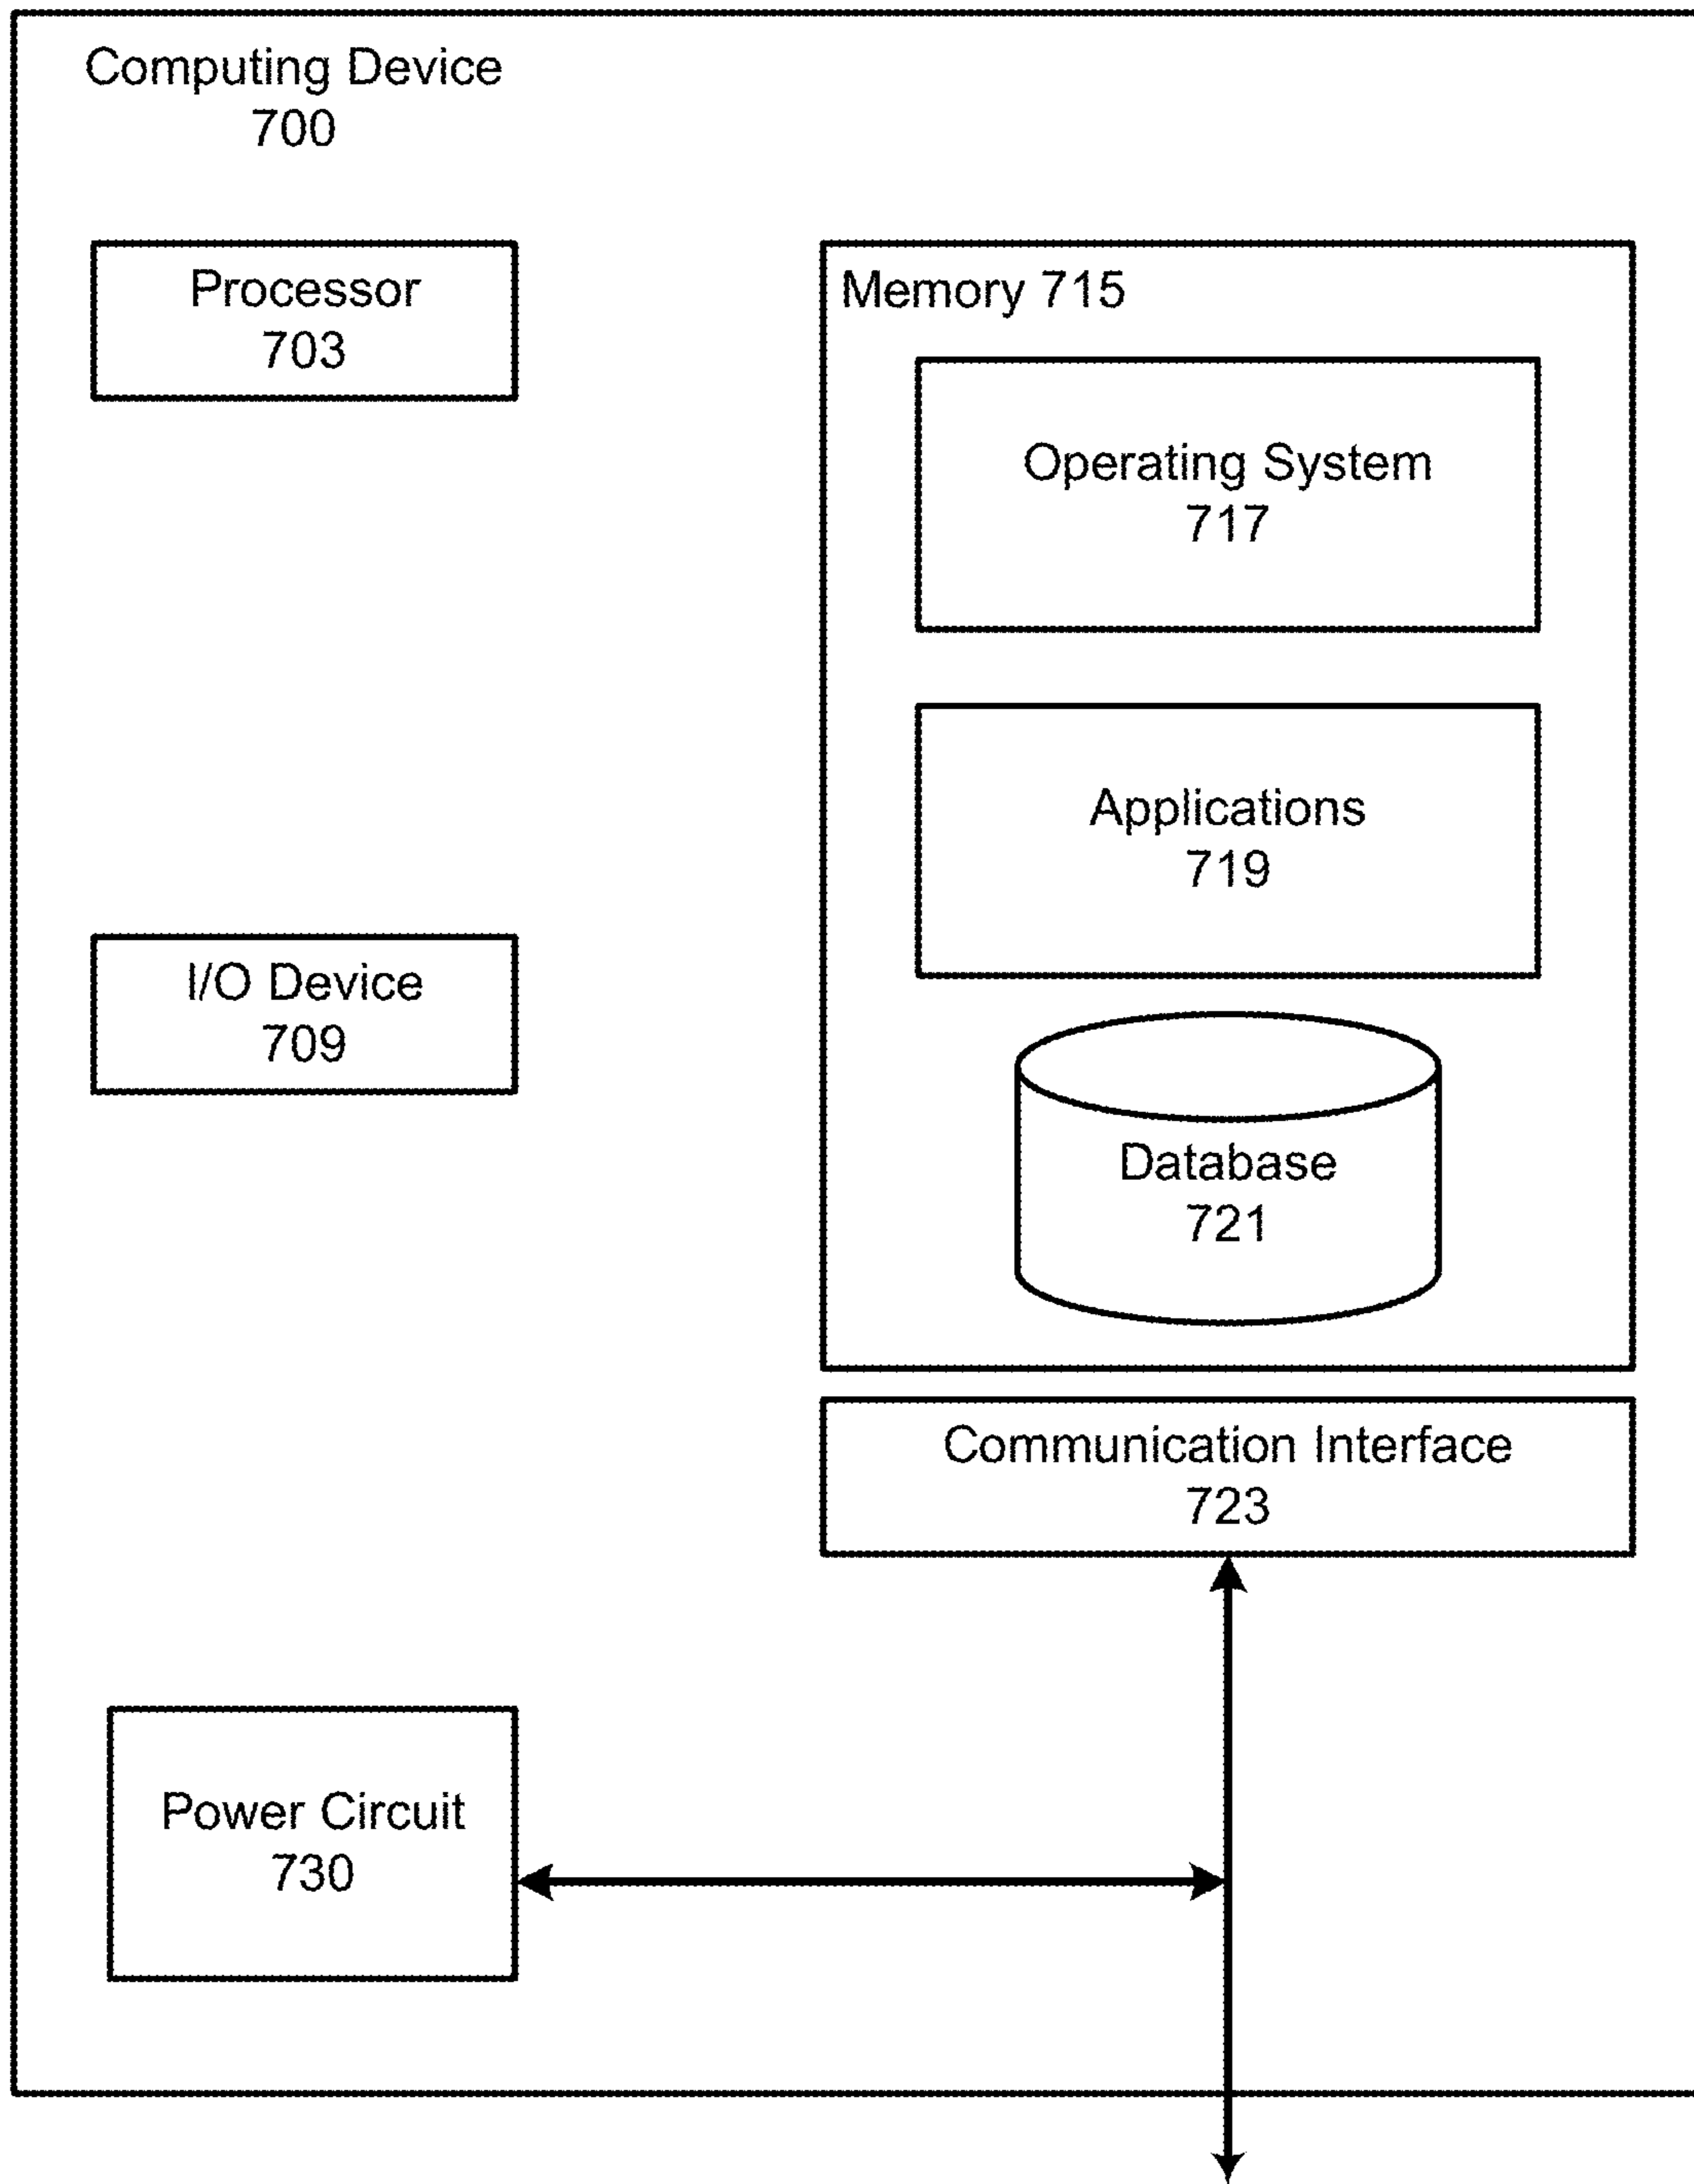 Computing Device
700
Processor
703
Memory 715
Operating System
717
Applications
719
I/O Device
709
Database
721
Communication Interface
723
Power Circuit
730